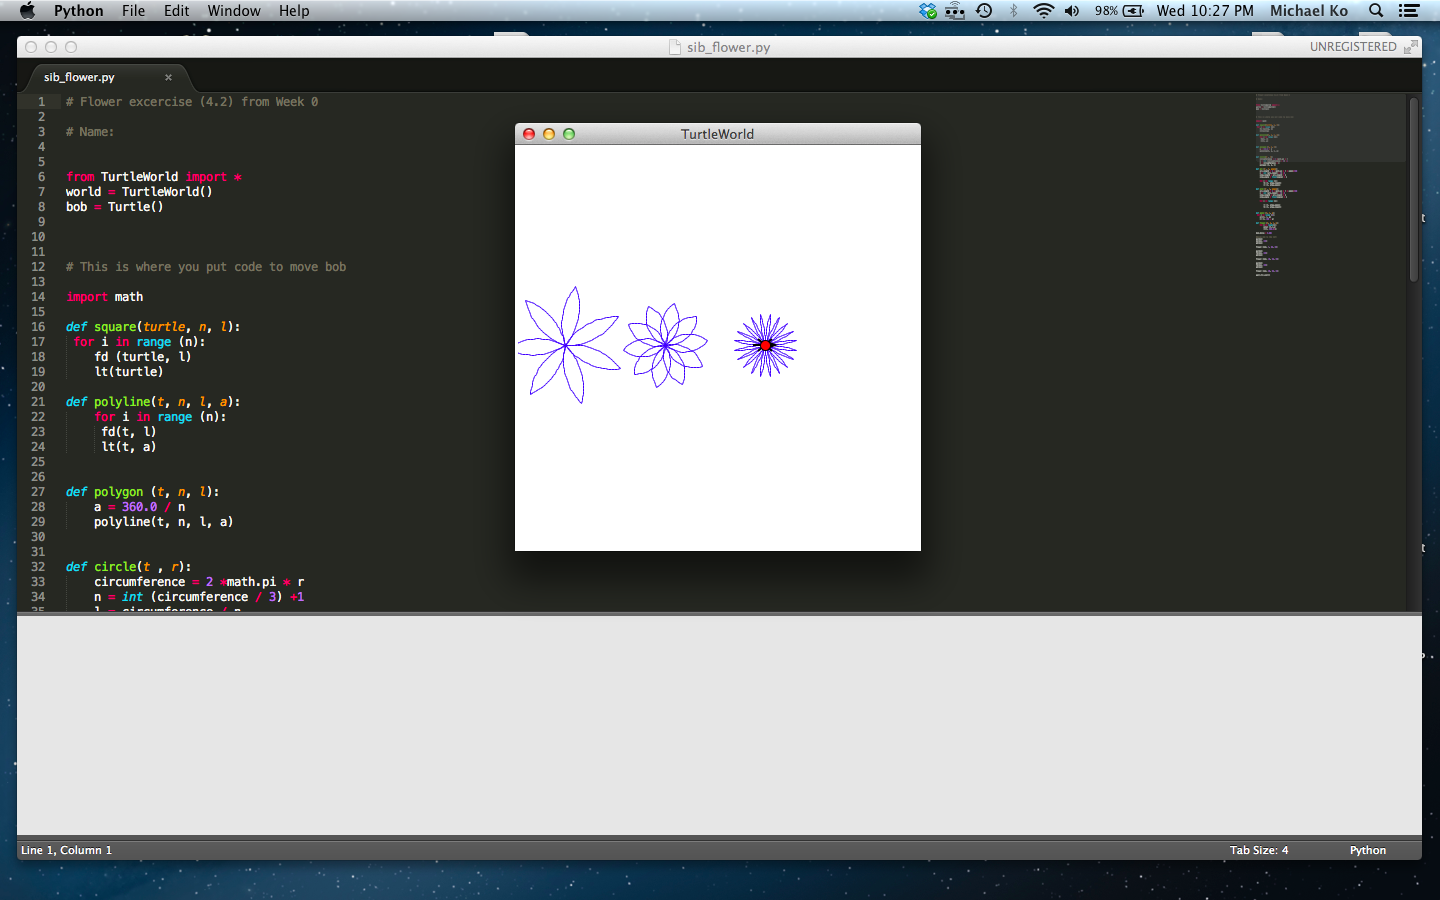 Python File Edit Window Help 98% Wed 10:27 PM Michael Ko
sib_flower.py
UNREGISTERED
sib_flower.py ×
1 # Flower excercise (4.2) from Week 0
2
3 # Name:
4
5
6 from TurtleWorld import *
7 world = TurtleWorld()
8 bob = Turtle()
9
10
11
12 # This is where you put code to move bob
13
14 import math
15
16 def square(turtle, n, l):
17 for i in range (n):
18 fd (turtle, l)
19 lt(turtle)
20
21 def polyline(t, n, l, a):
22 for i in range (n):
23 fd(t, l)
24 lt(t, a)
25
26
27 def polygon (t, n, l):
28 a = 360.0 / n
29 polyline(t, n, l, a)
30
31
32 def circle(t , r):
33 circumference = 2 *math.pi * r
34 n = int (circumference / 3) +1
35 l = circumference / n
TurtleWorld
Line 1, Column 1
Tab Size: 4
Python